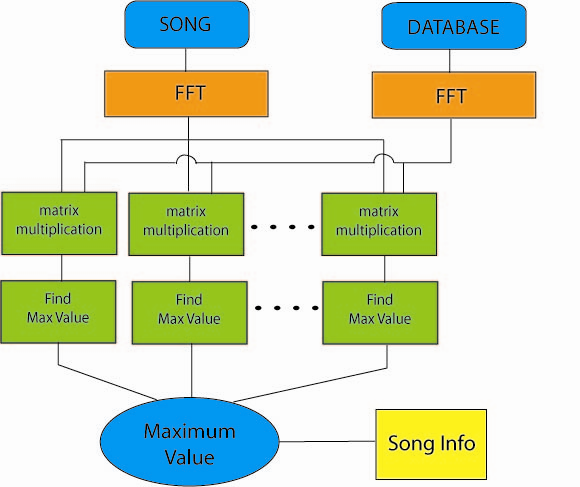 SONG
DATABASE
FFT
FFT
matrix
multiplication
matrix
multiplication
matrix
multiplication
Find
Max Value
Find
Max Value
Find
Max Value
Maximum
Value
Song Info